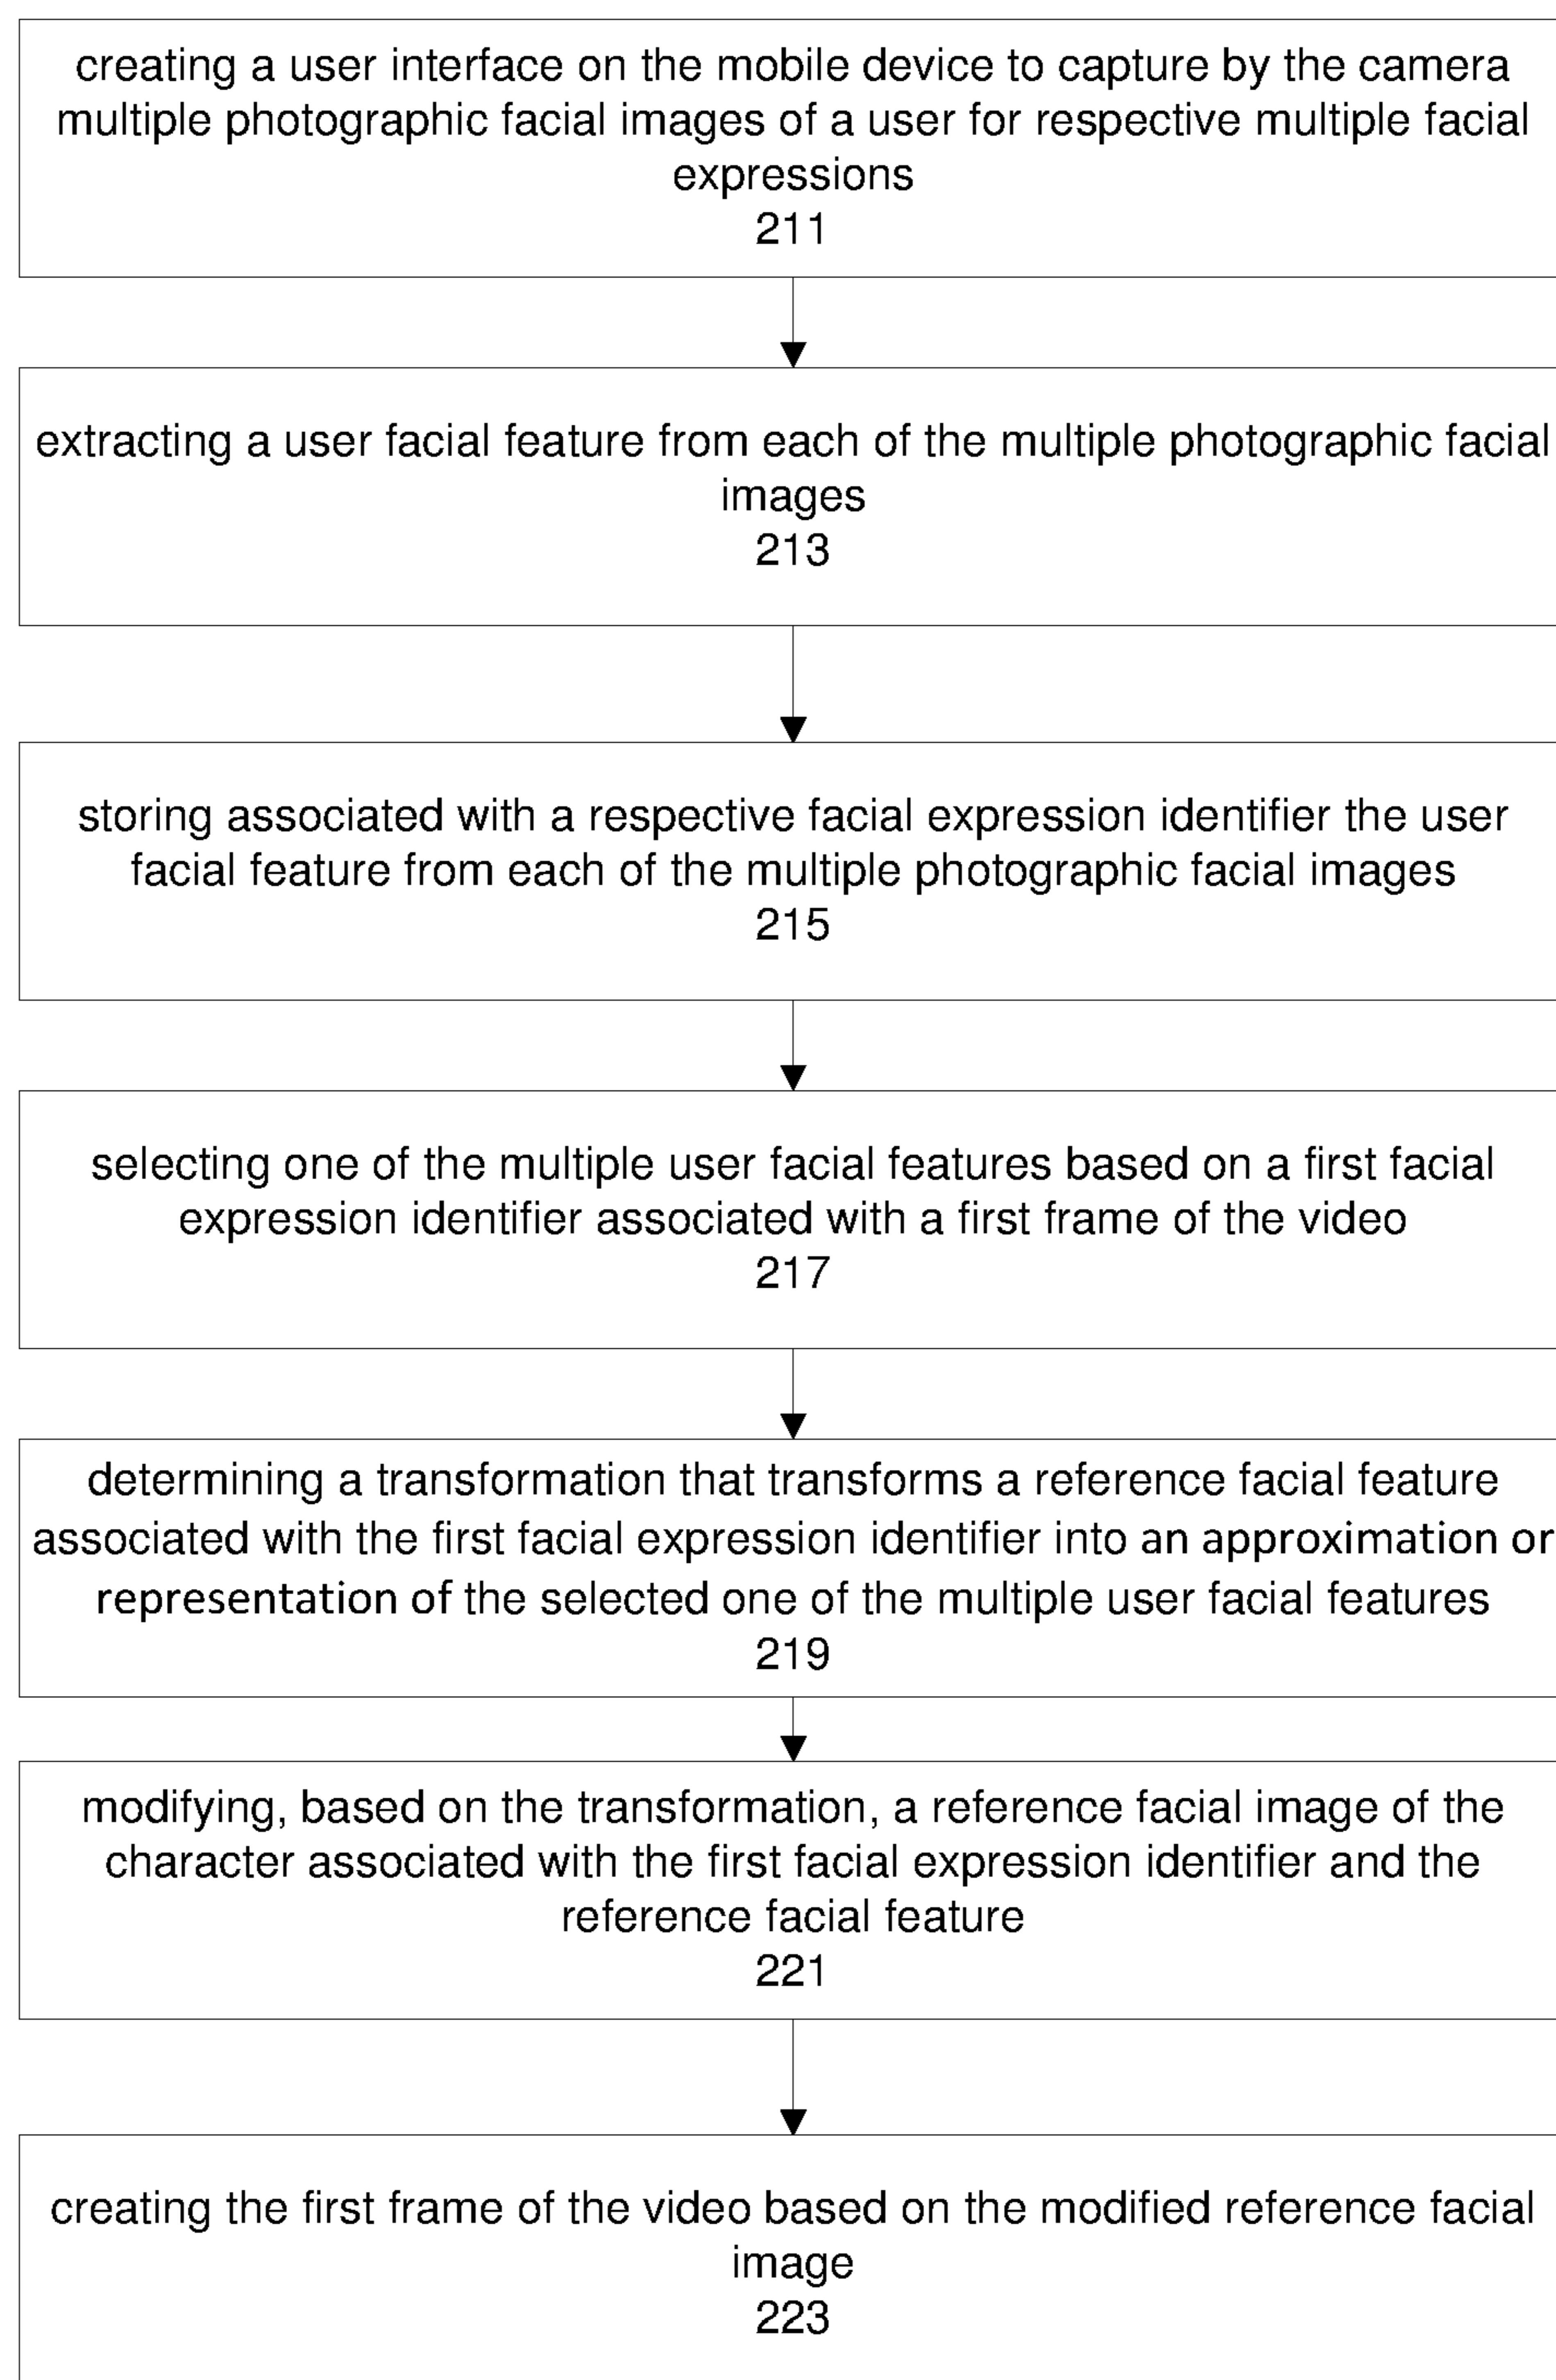 creating a user interface on the mobile device to capture by the camera
multiple photographic facial images of a user for respective multiple facial
expressions
211
extracting a user facial feature from each of the multiple photographic facial
images
213
storing associated with a respective facial expression identifier the user
facial feature from each of the multiple photographic facial images
215
selecting one of the multiple user facial features based on a first facial
expression identifier associated with a first frame of the video
217
determining a transformation that transforms a reference facial feature
associated with the first facial expression identifier into an approximation or
representation of the selected one of the multiple user facial features
219
modifying, based on the transformation, a reference facial image of the
character associated with the first facial expression identifier and the
reference facial feature
221
creating the first frame of the video based on the modified reference facial
image
223